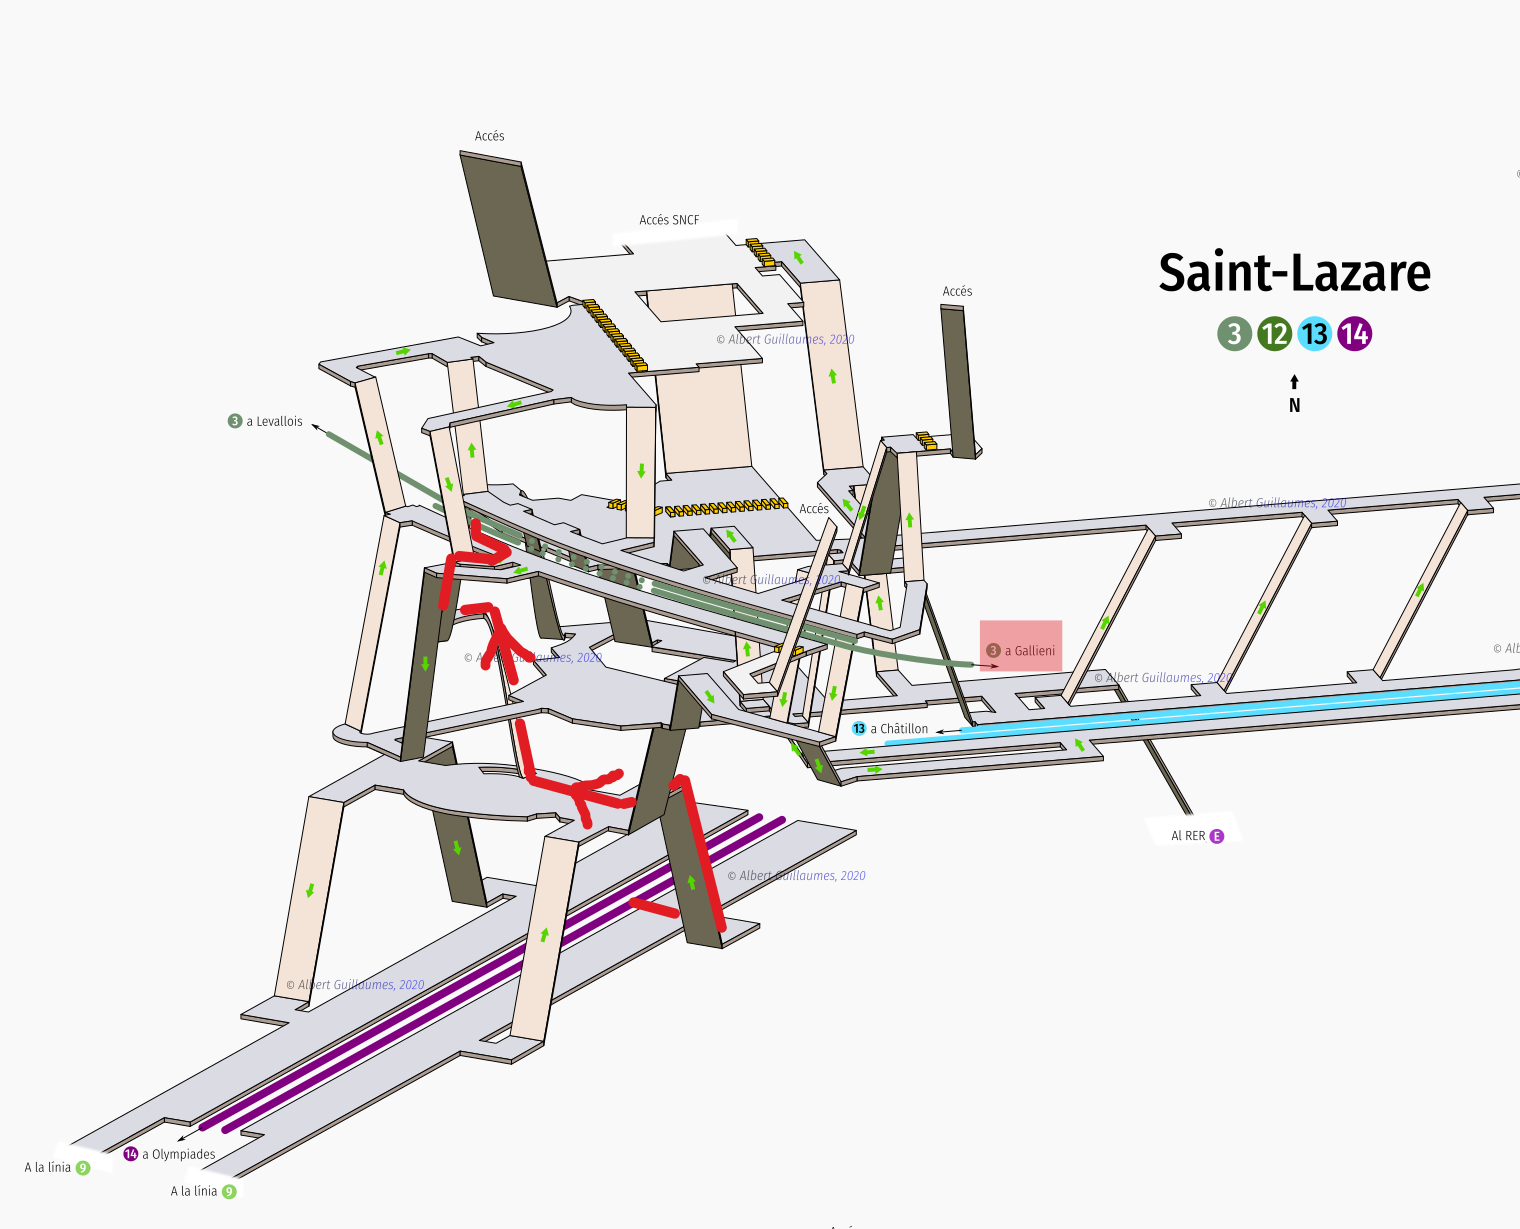 Accés
Accés SNCF
Saint-Lazare
Accés
3 12 13 14
© Albert Guillaumes, 2020
N
3 a Levallois
© Albert Guillaumes, 2020
Accés
© Albert Guillaumes, 2020
© Albert Guillaumes, 2020
3 a Gallieni
© Albert Guillaumes, 2020
13 a Châtillon
Al RER E
© Albert Guillaumes, 2020
© Albert Guillaumes, 2020
14 a Olympiades
A la línia 9
A la línia 9